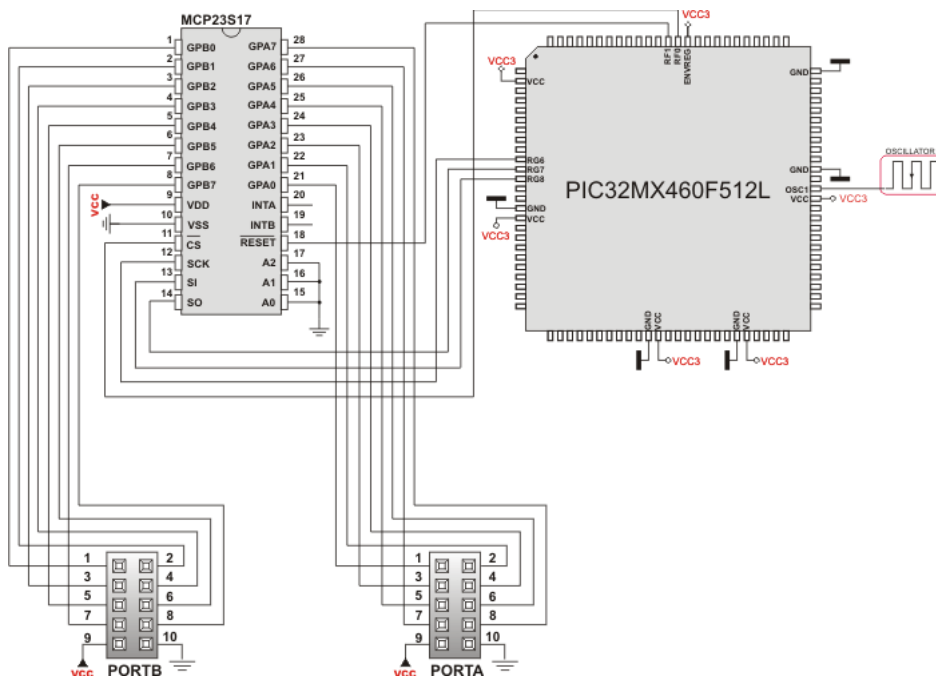 MCP23S17
1 GPB0 GPA7 28
2 GPB1 GPA6 27
3 GPB2 GPA5 26
4 GPB3 GPA4 25
5 GPB4 GPA3 24
6 GPB5 GPA2 23
7 GPB6 GPA1 22
8 GPB7 GPA0 21
9 VDD INTA 20
10 VSS INTB 19
11 CS RESET 18
12 SCK A2 17
13 SI A1 16
14 SO A0 15
VCC
VCC3
RF1
RF0
ENVREG
VCC3
VCC
GND
RG6
RG7
RG8
GND
VCC
VCC3
PIC32MX460F512L
GND
OSC1
VCC
VCC3
OSCILLATOR
GND
VCC
VCC3
GND
VCC
VCC3
1 2
3 4
5 6
7 8
9 10
VCC
PORTB
1 2
3 4
5 6
7 8
9 10
VCC
PORTA